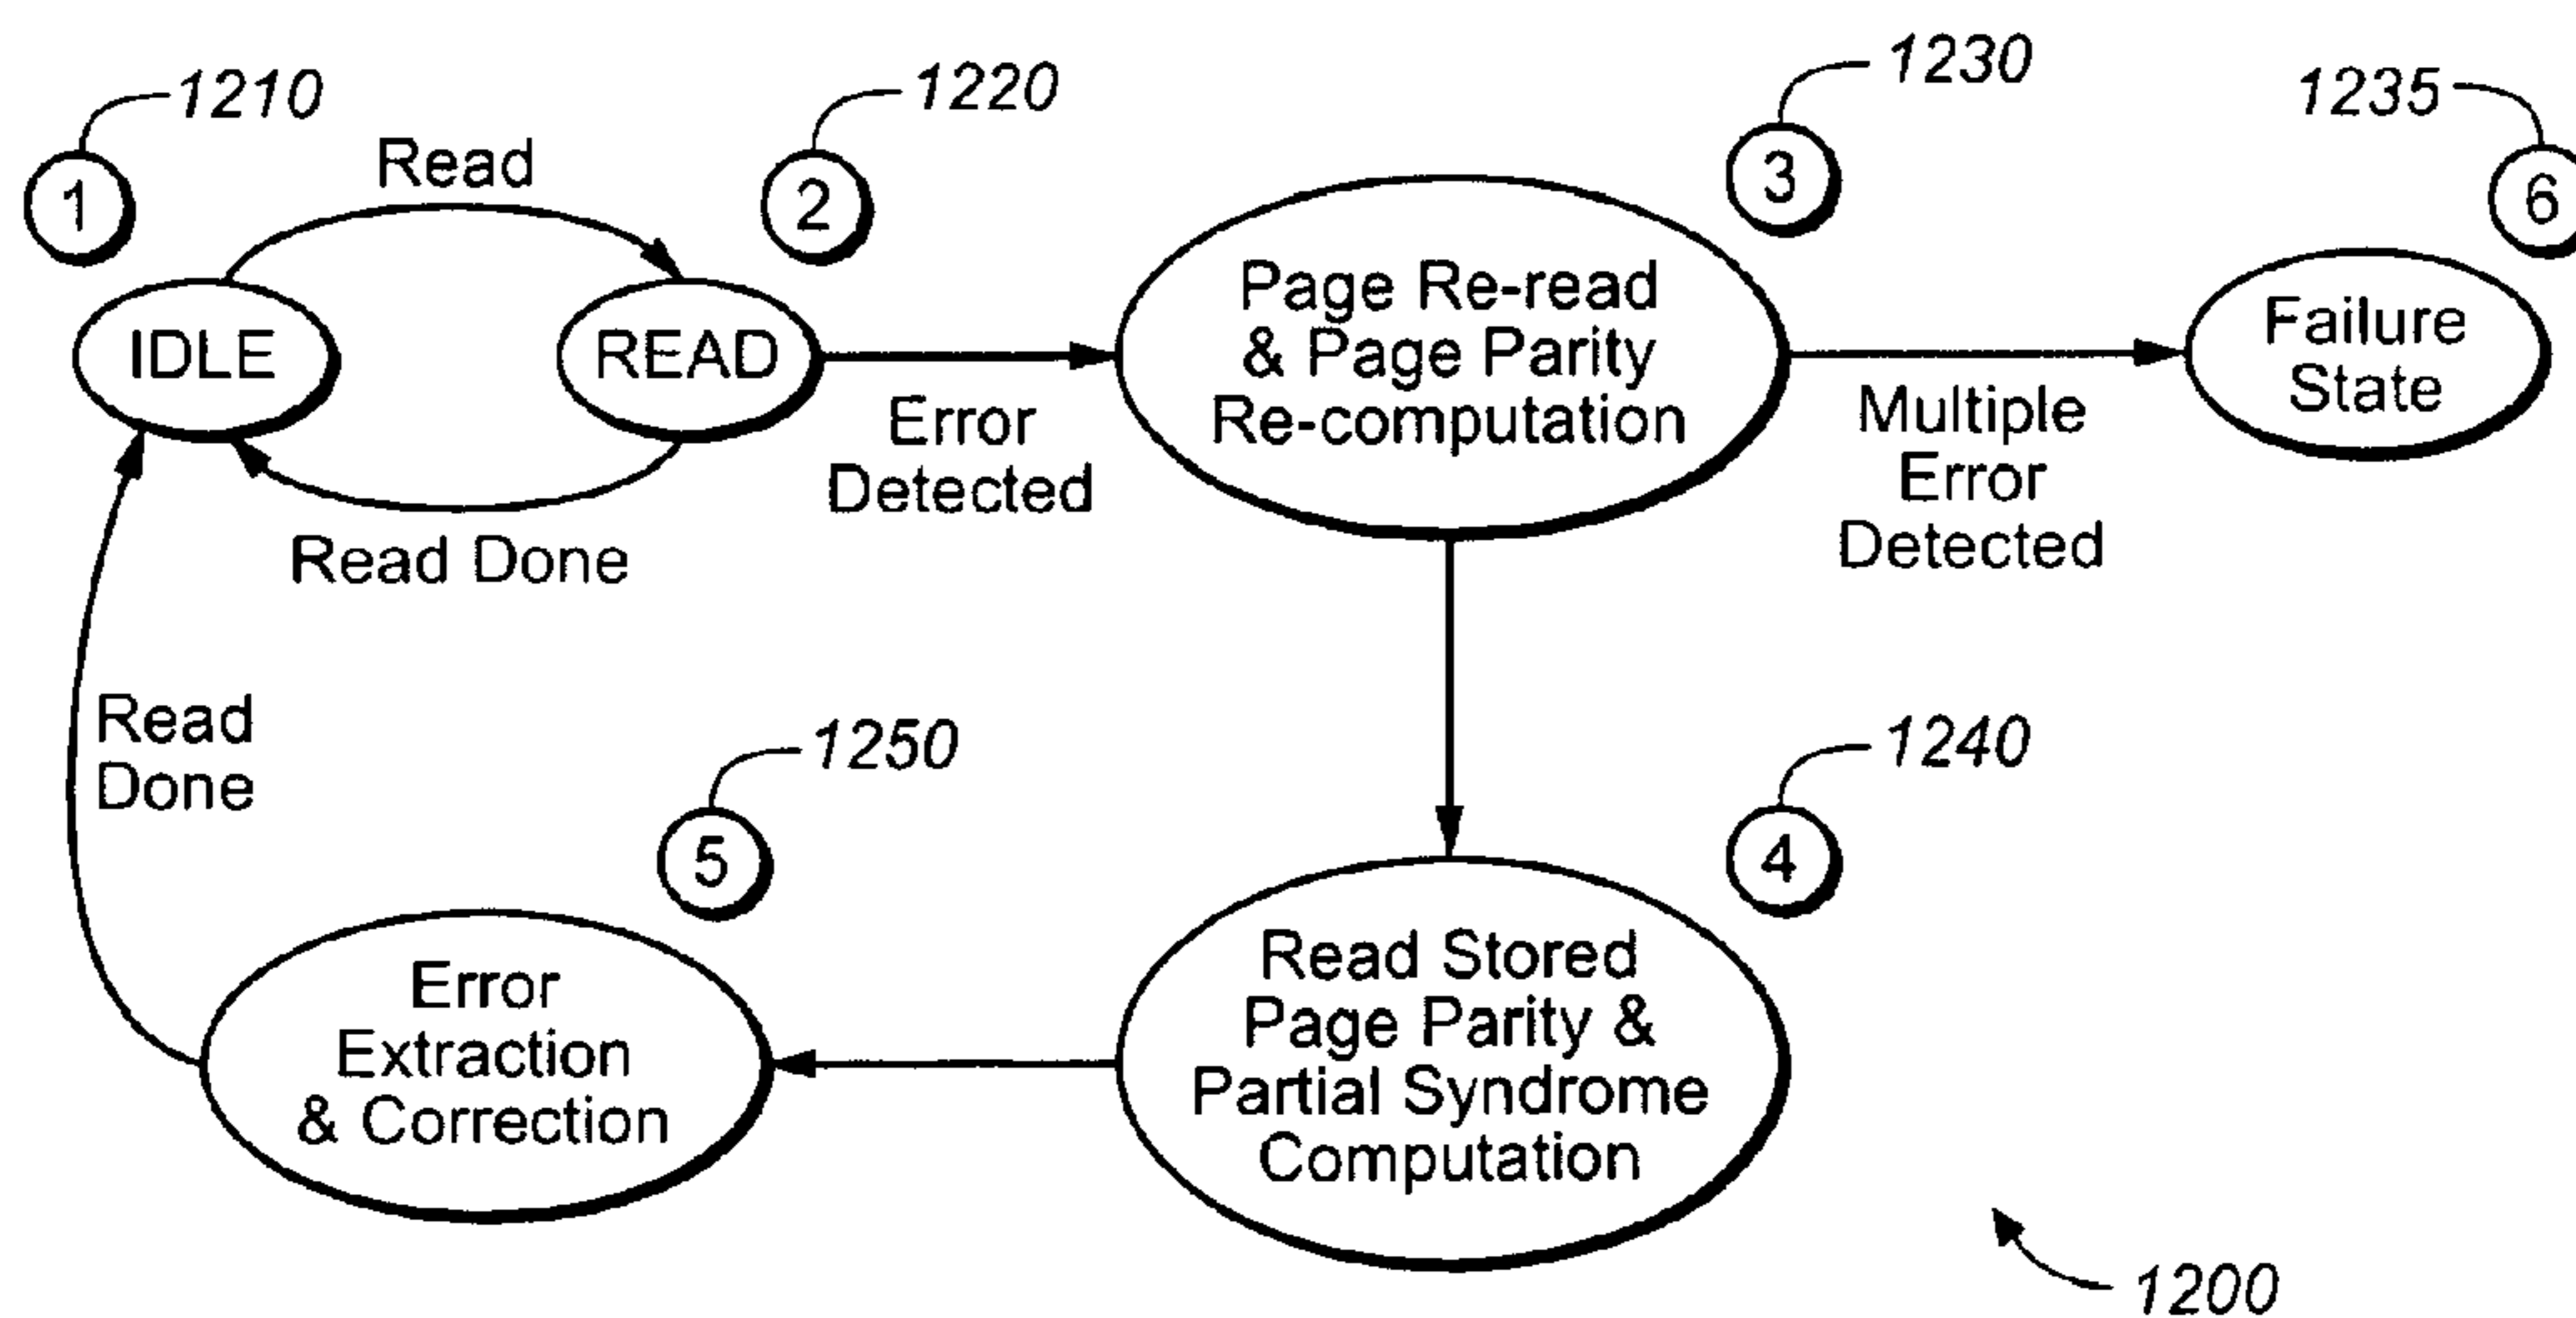 1210
1220
1230
1235
1
Read
2
3
6
IDLE
READ
Page Re-read
& Page Parity
Re-computation
Failure
State
Error
Detected
Multiple
Error
Detected
Read Done
Read
Done
1250
1240
5
4
Error
Extraction
& Correction
Read Stored
Page Parity &
Partial Syndrome
Computation
1200